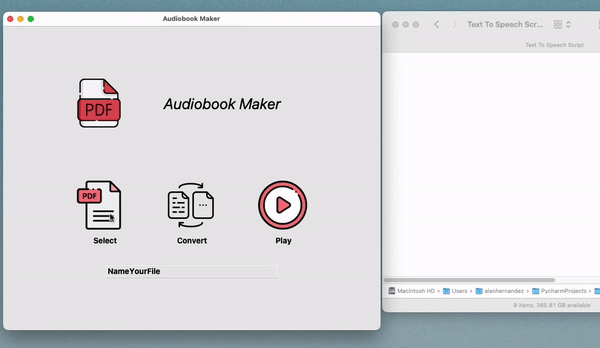 Audiobook Maker
PDF
Audiobook Maker
PDF
Select
Convert
Play
NameYourFile
Text To Speech Scr...
Text To Speech Script
Macintosh HD › Users › alanhernandez › PycharmProjects ›
9 items, 385.81 GB available